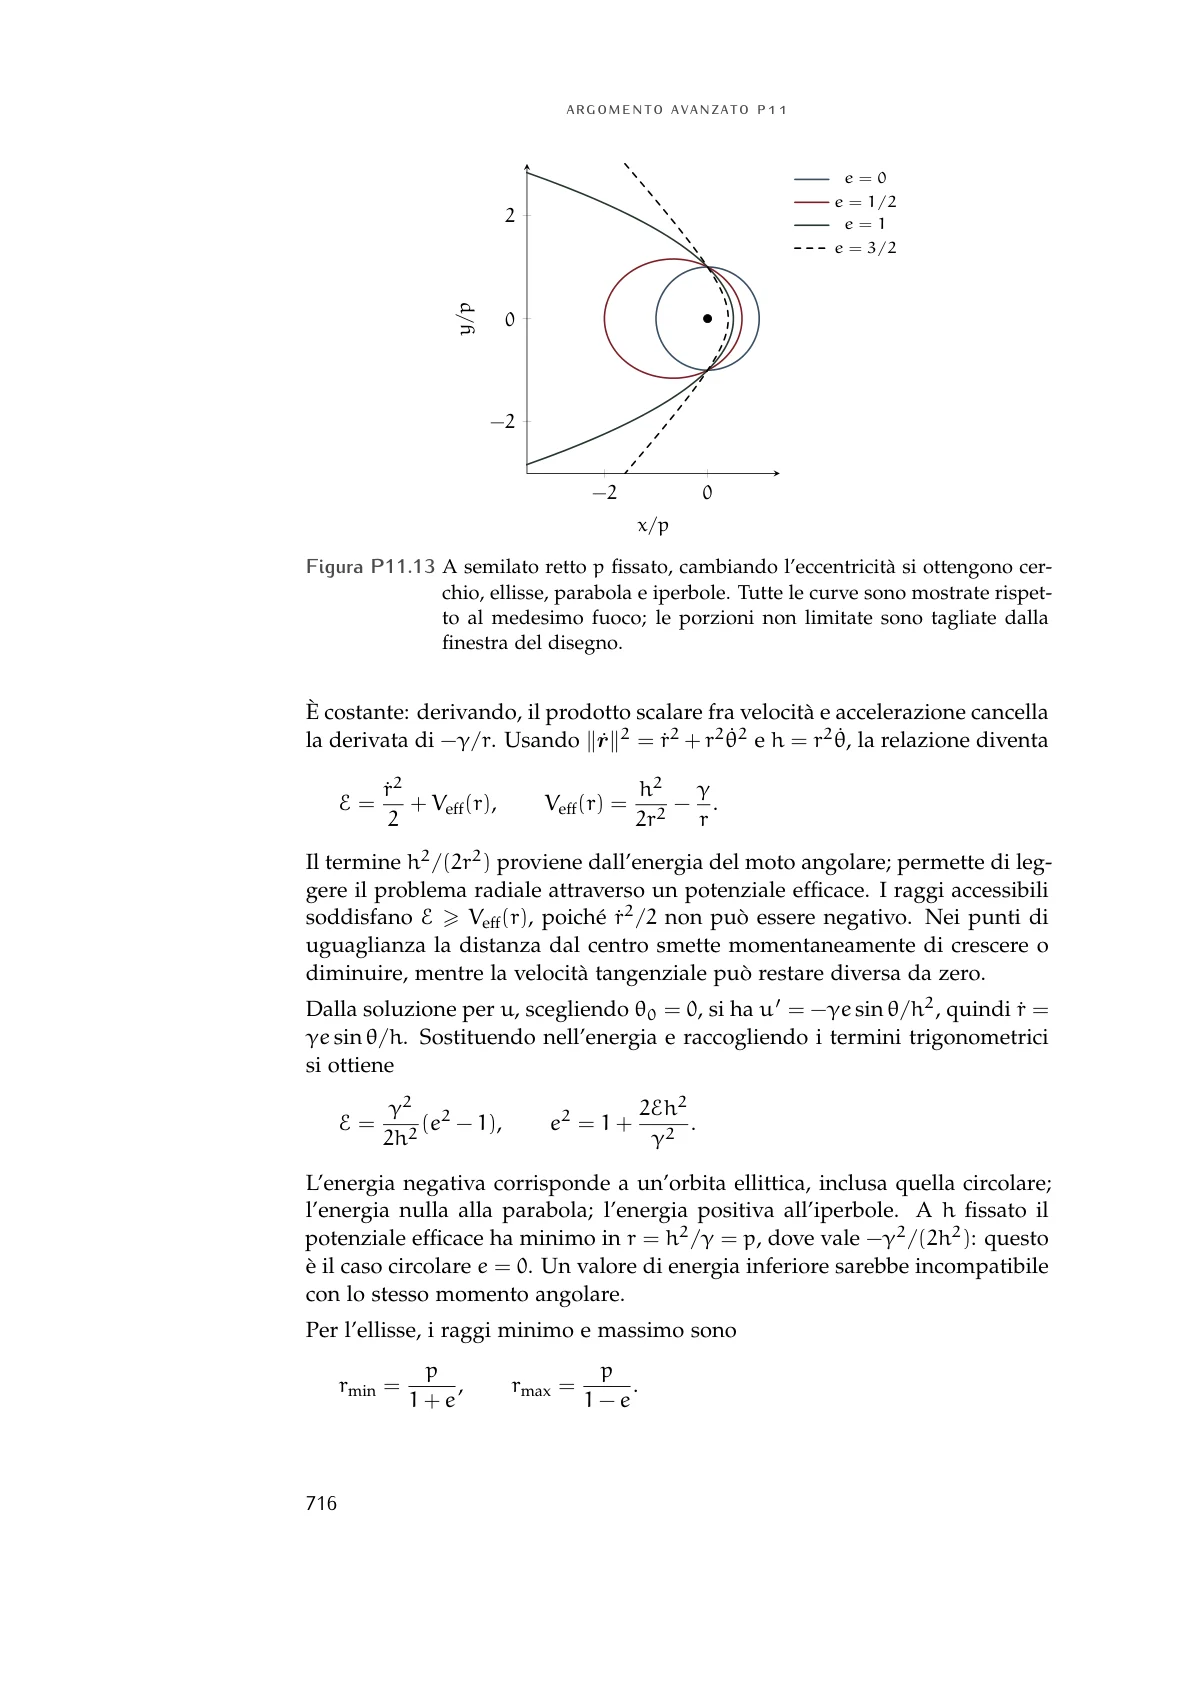 ARGOMENTO AVANZATO P11
e = 0
e = 1/2
e = 1
e = 3/2
2
0
−2
y/p
−2 0
x/p
Figura P11.13 A semilato retto p fissato, cambiando l'eccentricità si ottengono cer-
chio, ellisse, parabola e iperbole. Tutte le curve sono mostrate rispet-
to al medesimo fuoco; le porzioni non limitate sono tagliate dalla
finestra del disegno.
È costante: derivando, il prodotto scalare fra velocità e accelerazione cancella
la derivata di −γ/r. Usando ‖ṙ‖² = ṙ² + r²θ̇² e h = r²θ̇, la relazione diventa
ℰ = ṙ²/2 + V_eff(r), V_eff(r) = h²/2r² − γ/r.
Il termine h²/(2r²) proviene dall'energia del moto angolare; permette di leg-
gere il problema radiale attraverso un potenziale efficace. I raggi accessibili
soddisfano ℰ ⩾ V_eff(r), poiché ṙ²/2 non può essere negativo. Nei punti di
uguaglianza la distanza dal centro smette momentaneamente di crescere o
diminuire, mentre la velocità tangenziale può restare diversa da zero.
Dalla soluzione per u, scegliendo θ₀ = 0, si ha u′ = −γe sin θ/h², quindi ṙ =
γe sin θ/h. Sostituendo nell'energia e raccogliendo i termini trigonometrici
si ottiene
ℰ = γ²/2h² (e² − 1), e² = 1 + 2ℰh²/γ².
L'energia negativa corrisponde a un'orbita ellittica, inclusa quella circolare;
l'energia nulla alla parabola; l'energia positiva all'iperbole. A h fissato il
potenziale efficace ha minimo in r = h²/γ = p, dove vale −γ²/(2h²): questo
è il caso circolare e = 0. Un valore di energia inferiore sarebbe incompatibile
con lo stesso momento angolare.
Per l'ellisse, i raggi minimo e massimo sono
r_min = p/1 + e, r_max = p/1 − e.
716